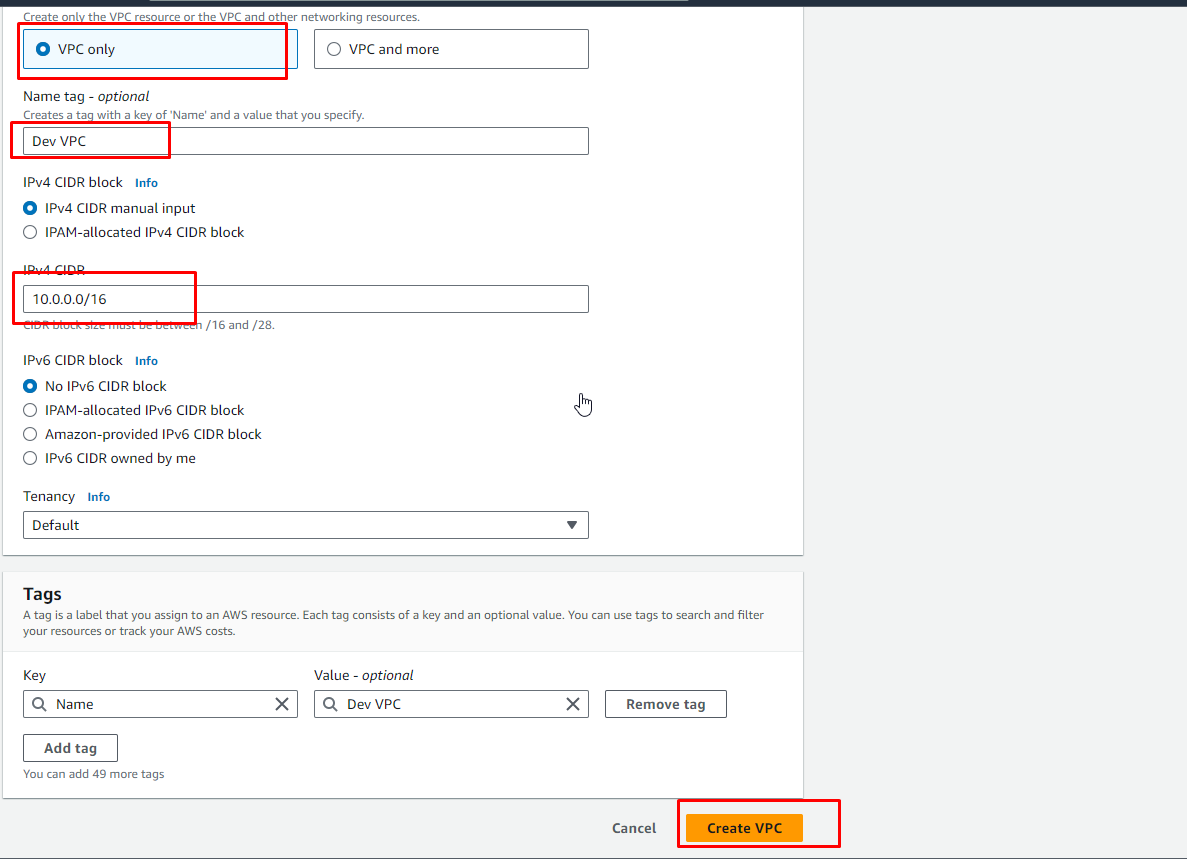 Create only the VPC resource or the VPC and other networking resources.
VPC only
VPC and more
Name tag - optional
Creates a tag with a key of 'Name' and a value that you specify.
Dev VPC
IPv4 CIDR block Info
IPv4 CIDR manual input
IPAM-allocated IPv4 CIDR block
IPv4 CIDR
10.0.0.0/16
CIDR block size must be between /16 and /28.
IPv6 CIDR block Info
No IPv6 CIDR block
IPAM-allocated IPv6 CIDR block
Amazon-provided IPv6 CIDR block
IPv6 CIDR owned by me
Tenancy Info
Default
Tags
A tag is a label that you assign to an AWS resource. Each tag consists of a key and an optional value. You can use tags to search and filter
your resources or track your AWS costs.
Key
Value - optional
Name
Dev VPC
Remove tag
Add tag
You can add 49 more tags
Cancel
Create VPC